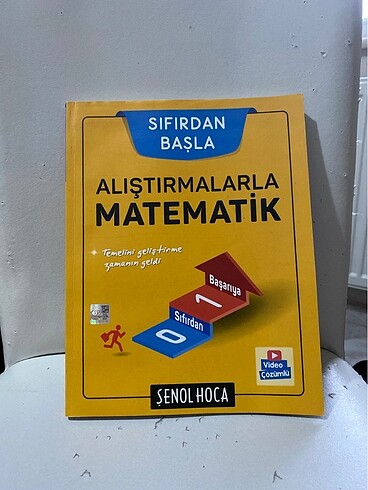 SIFIRDAN
BAŞLA
ALIŞTIRMALARLA
MATEMATİK
Temelini geliştirme
zamanın geldi
Başarıya
1
Sıfırdan
0
Video
Çözümlü
ŞENOL HOCA